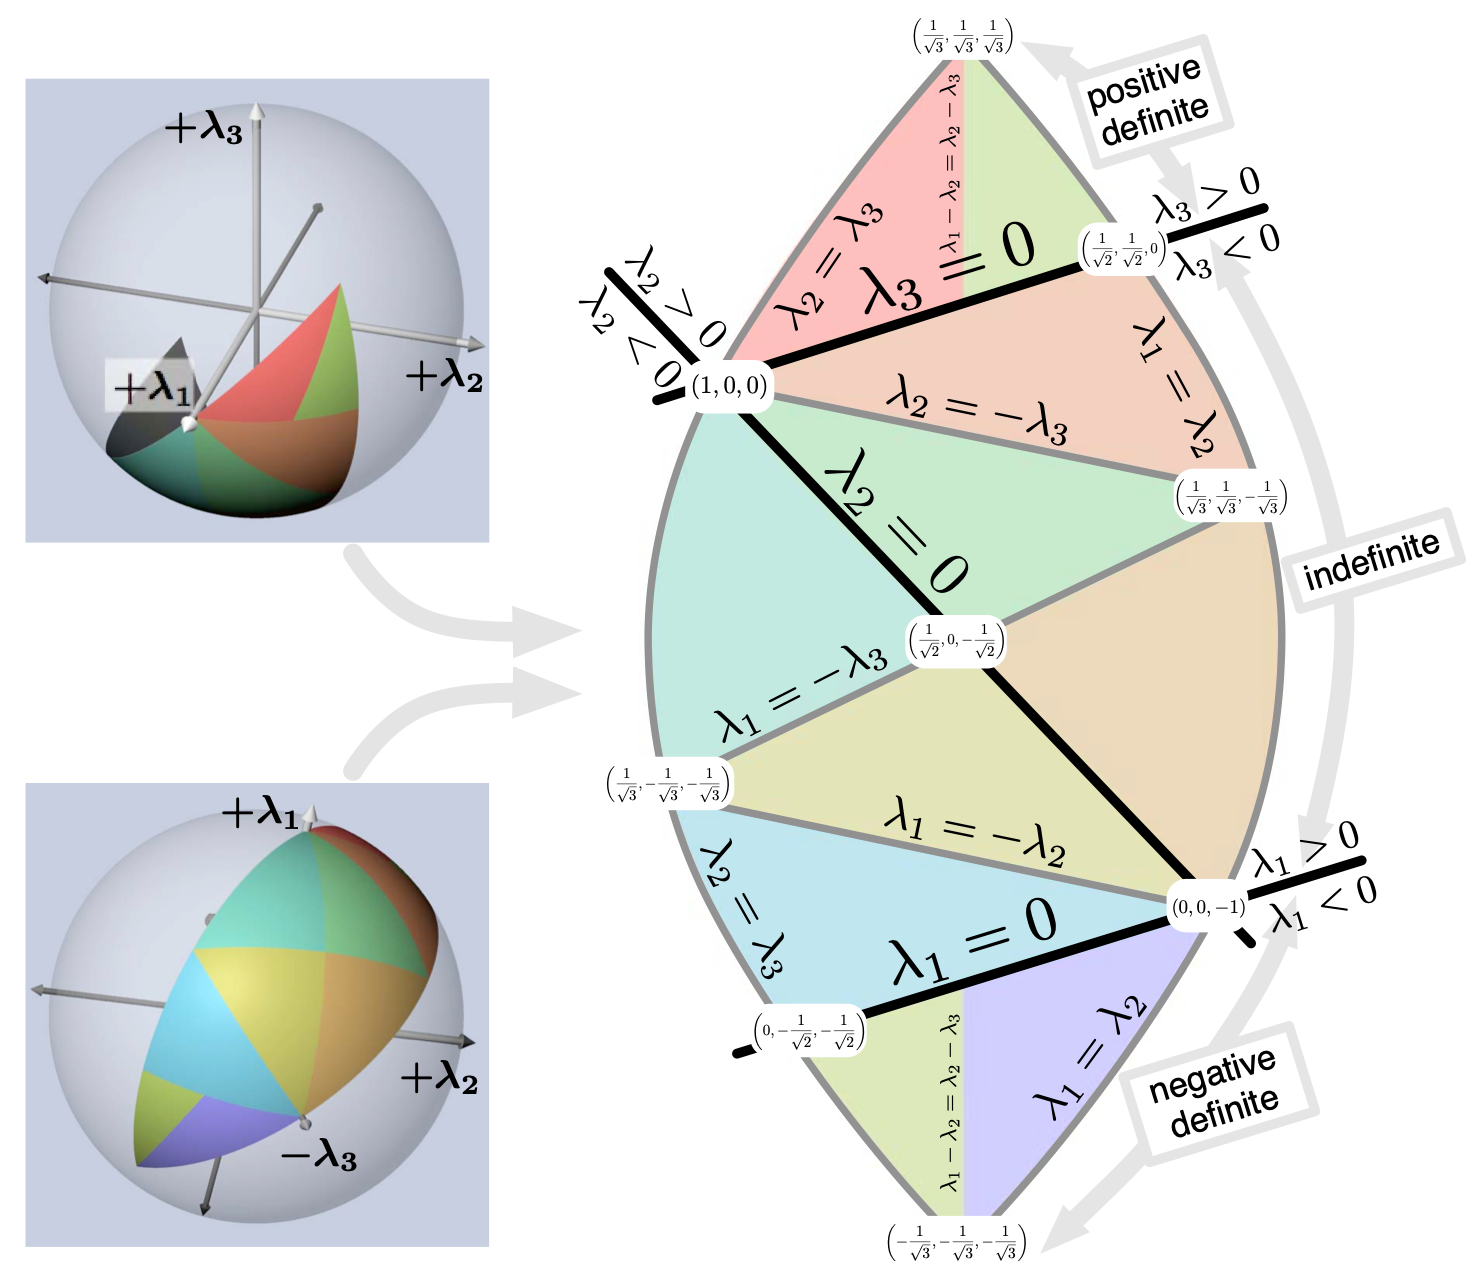 +λ₃
+λ₁
+λ₂
+λ₁
+λ₂
−λ₃
(1/√3, 1/√3, 1/√3)
positive
definite
λ₁ − λ₂ = λ₂ − λ₃
λ₂ = λ₃
λ₃ = 0
(1/√2, 1/√2, 0)
λ₃ > 0
λ₃ < 0
λ₂ > 0
λ₂ < 0
(1, 0, 0)
λ₂ = −λ₃
λ₁ = λ₂
λ₂ = 0
(1/√3, 1/√3, −1/√3)
indefinite
(1/√2, 0, −1/√2)
λ₁ = −λ₃
(1/√3, −1/√3, −1/√3)
λ₁ = −λ₂
λ₂ = λ₃
λ₁ = 0
(0, 0, −1)
λ₁ > 0
λ₁ < 0
(0, −1/√2, −1/√2)
λ₁ − λ₂ = λ₂ − λ₃
λ₁ = λ₂
negative
definite
(−1/√3, −1/√3, −1/√3)